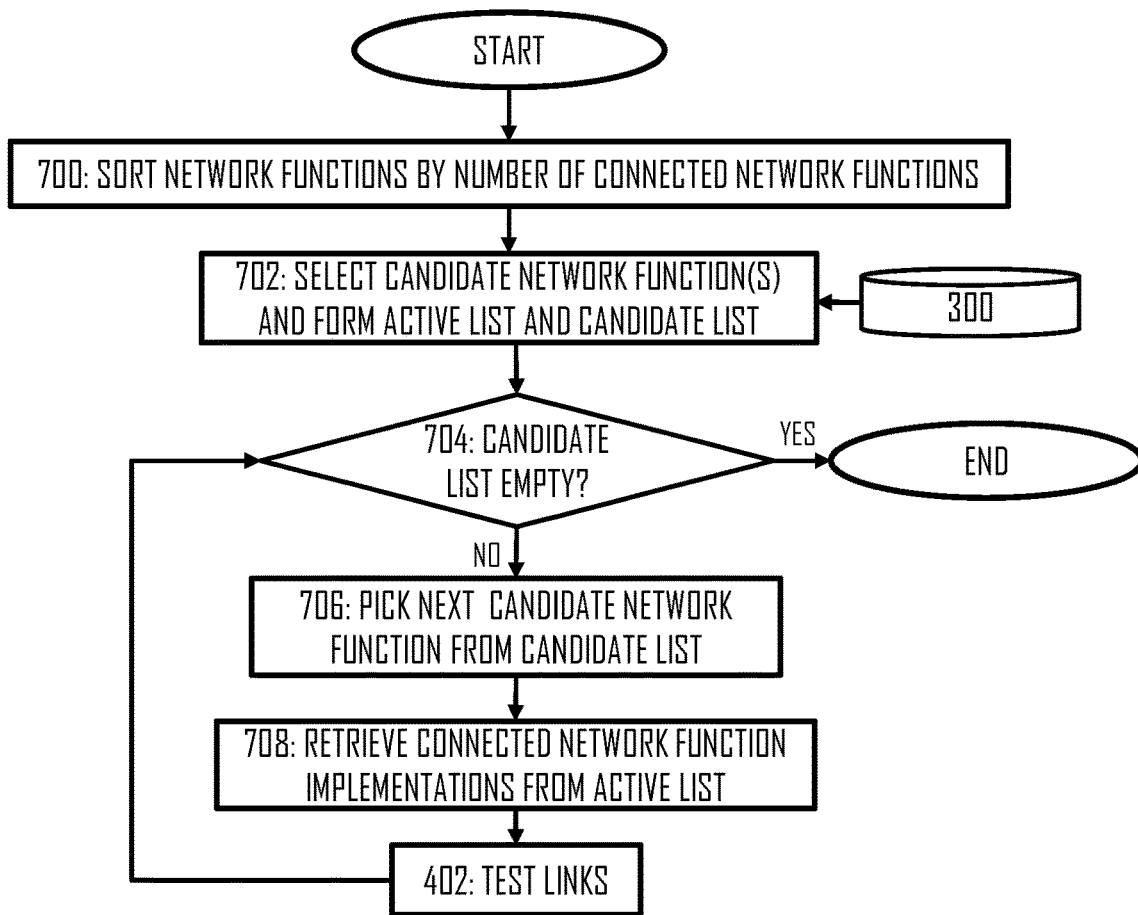 START
700: SORT NETWORK FUNCTIONS BY NUMBER OF CONNECTED NETWORK FUNCTIONS
702: SELECT CANDIDATE NETWORK FUNCTION(S)
AND FORM ACTIVE LIST AND CANDIDATE LIST
300
704: CANDIDATE
LIST EMPTY?
YES
END
NO
706: PICK NEXT CANDIDATE NETWORK
FUNCTION FROM CANDIDATE LIST
708: RETRIEVE CONNECTED NETWORK FUNCTION
IMPLEMENTATIONS FROM ACTIVE LIST
402: TEST LINKS